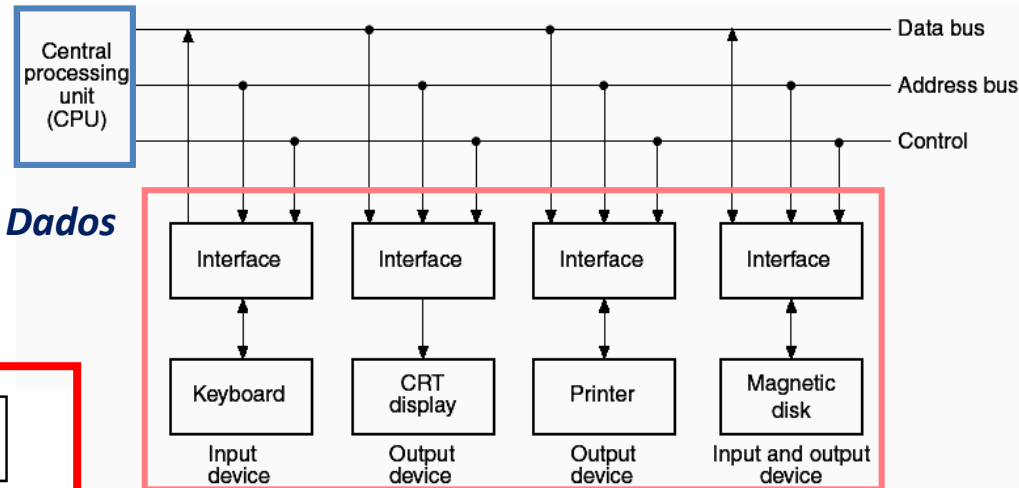 Central
processing
unit
(CPU)
Data bus
Address bus
Control
Dados
Interface
Interface
Interface
Interface
Keyboard
CRT
display
Printer
Magnetic
disk
Input
device
Output
device
Output
device
Input and output
device